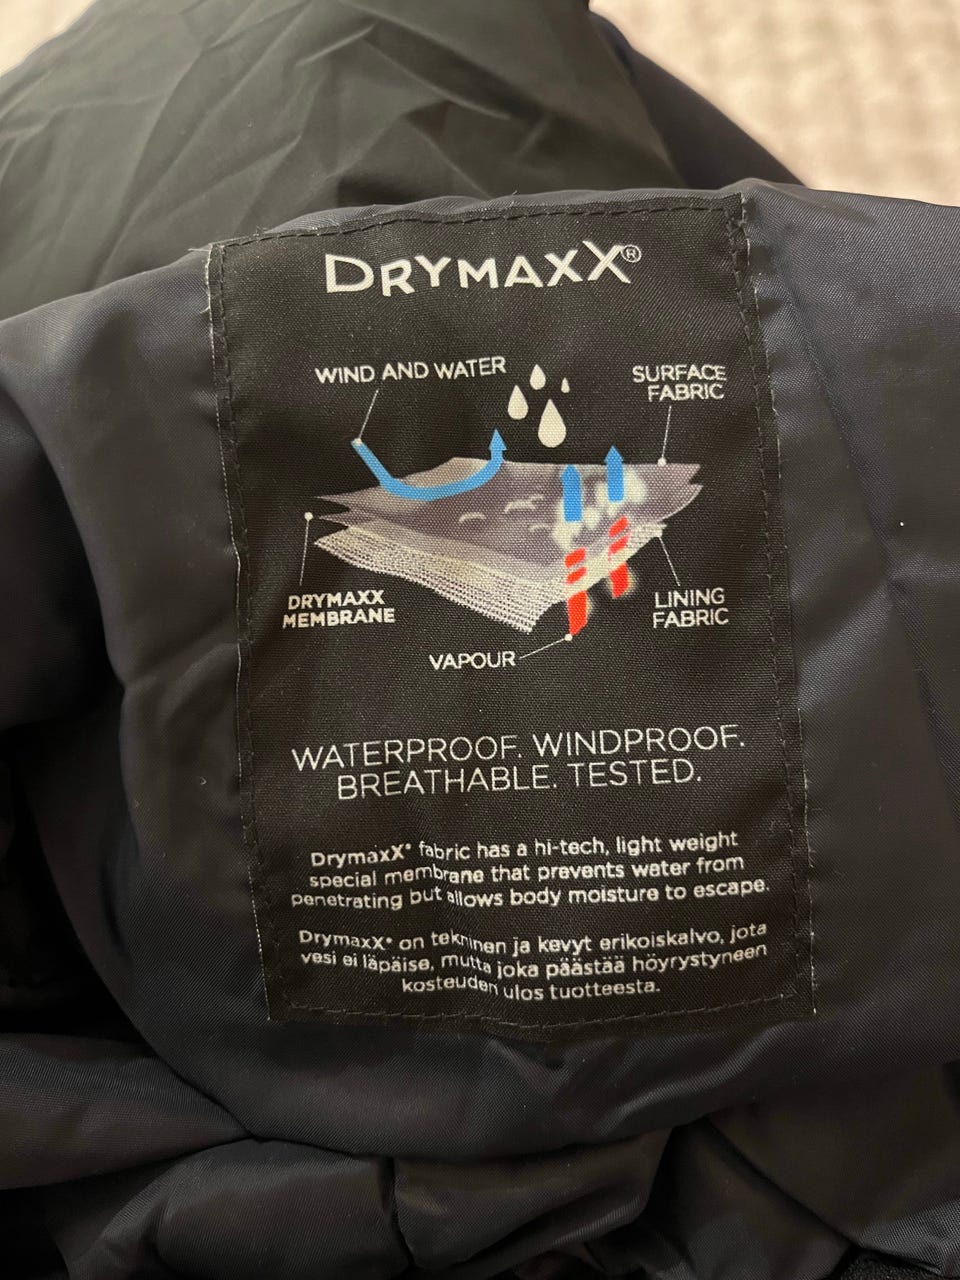 DRYMAXX®
WIND AND WATER
SURFACE
FABRIC
DRYMAXX
MEMBRANE
LINING
FABRIC
VAPOUR
WATERPROOF. WINDPROOF.
BREATHABLE. TESTED.
DrymaxX® fabric has a hi-tech, light weight
special membrane that prevents water from
penetrating but allows body moisture to escape.
DrymaxX® on tekninen ja kevyt erikoiskalvo, jota
vesi ei läpäise, mutta joka päästää höyrystyneen
kosteuden ulos tuotteesta.